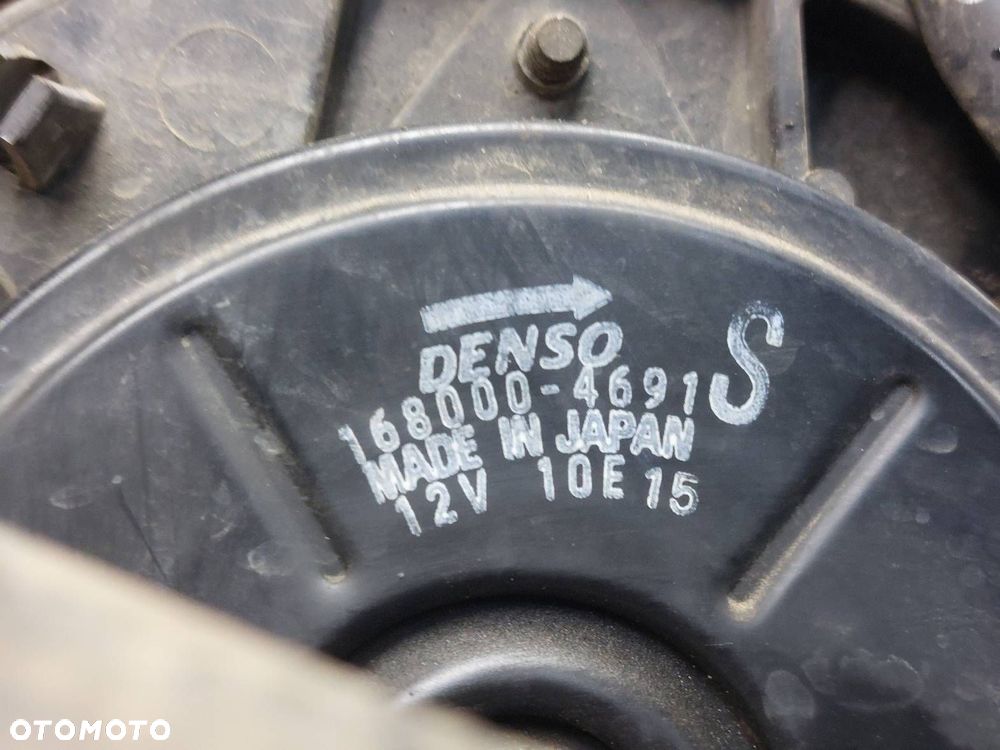 DENSO
168000-4691 S
MADE IN JAPAN
12V 10E15
OTOMOTO